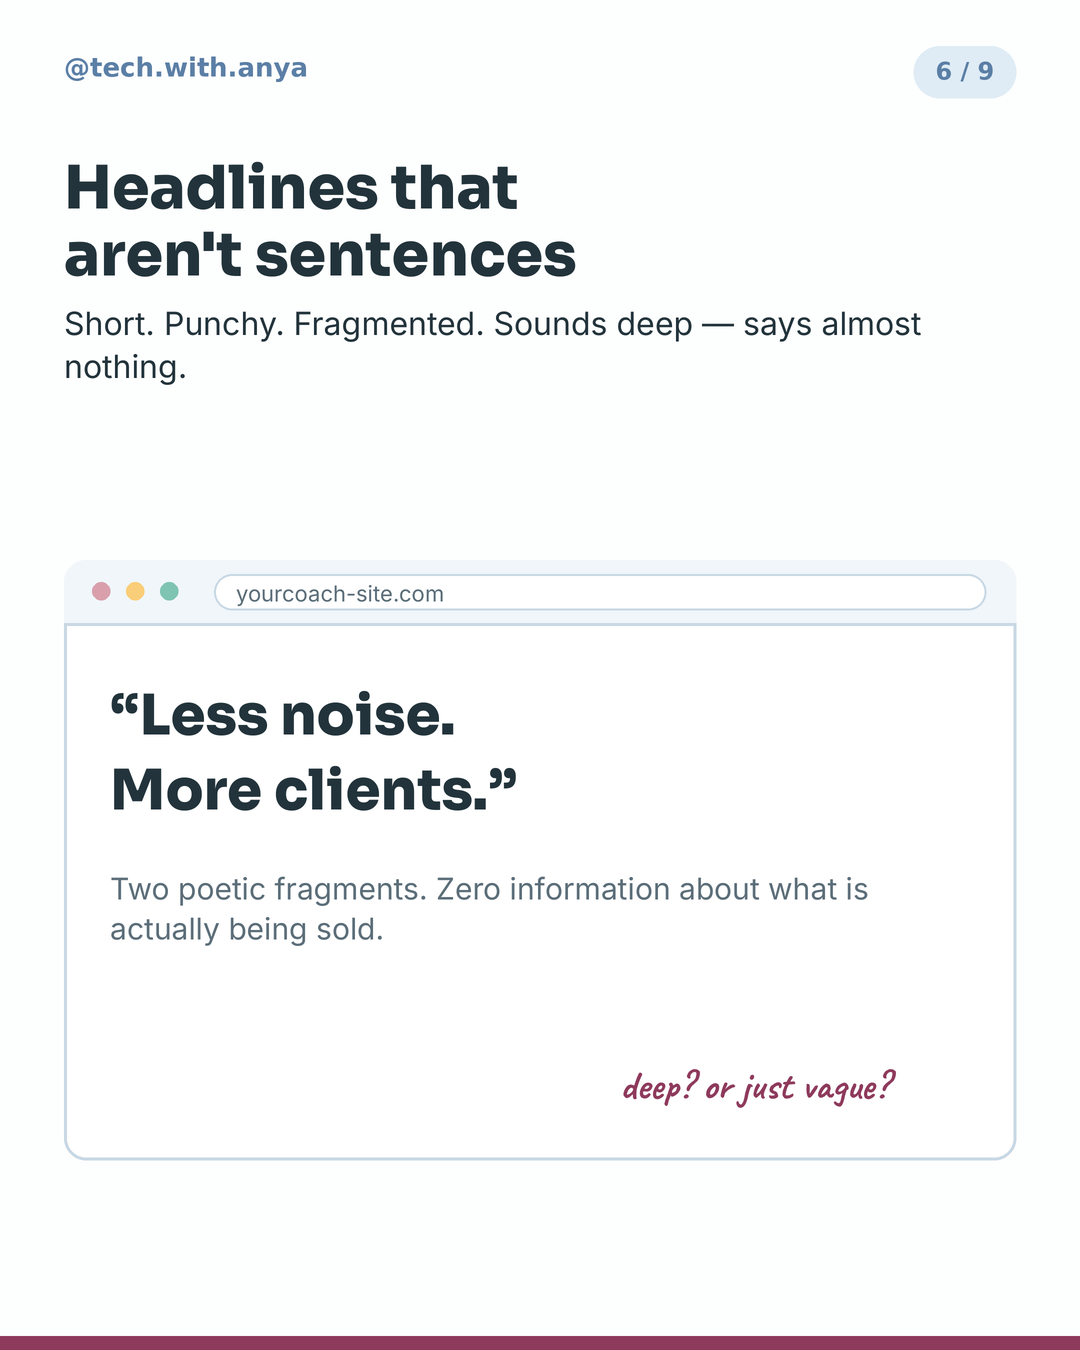 @tech.with.anya
6 / 9
Headlines that
aren't sentences
Short. Punchy. Fragmented. Sounds deep — says almost
nothing.
yourcoach-site.com
“Less noise.
More clients.”
Two poetic fragments. Zero information about what is
actually being sold.
deep? or just vague?